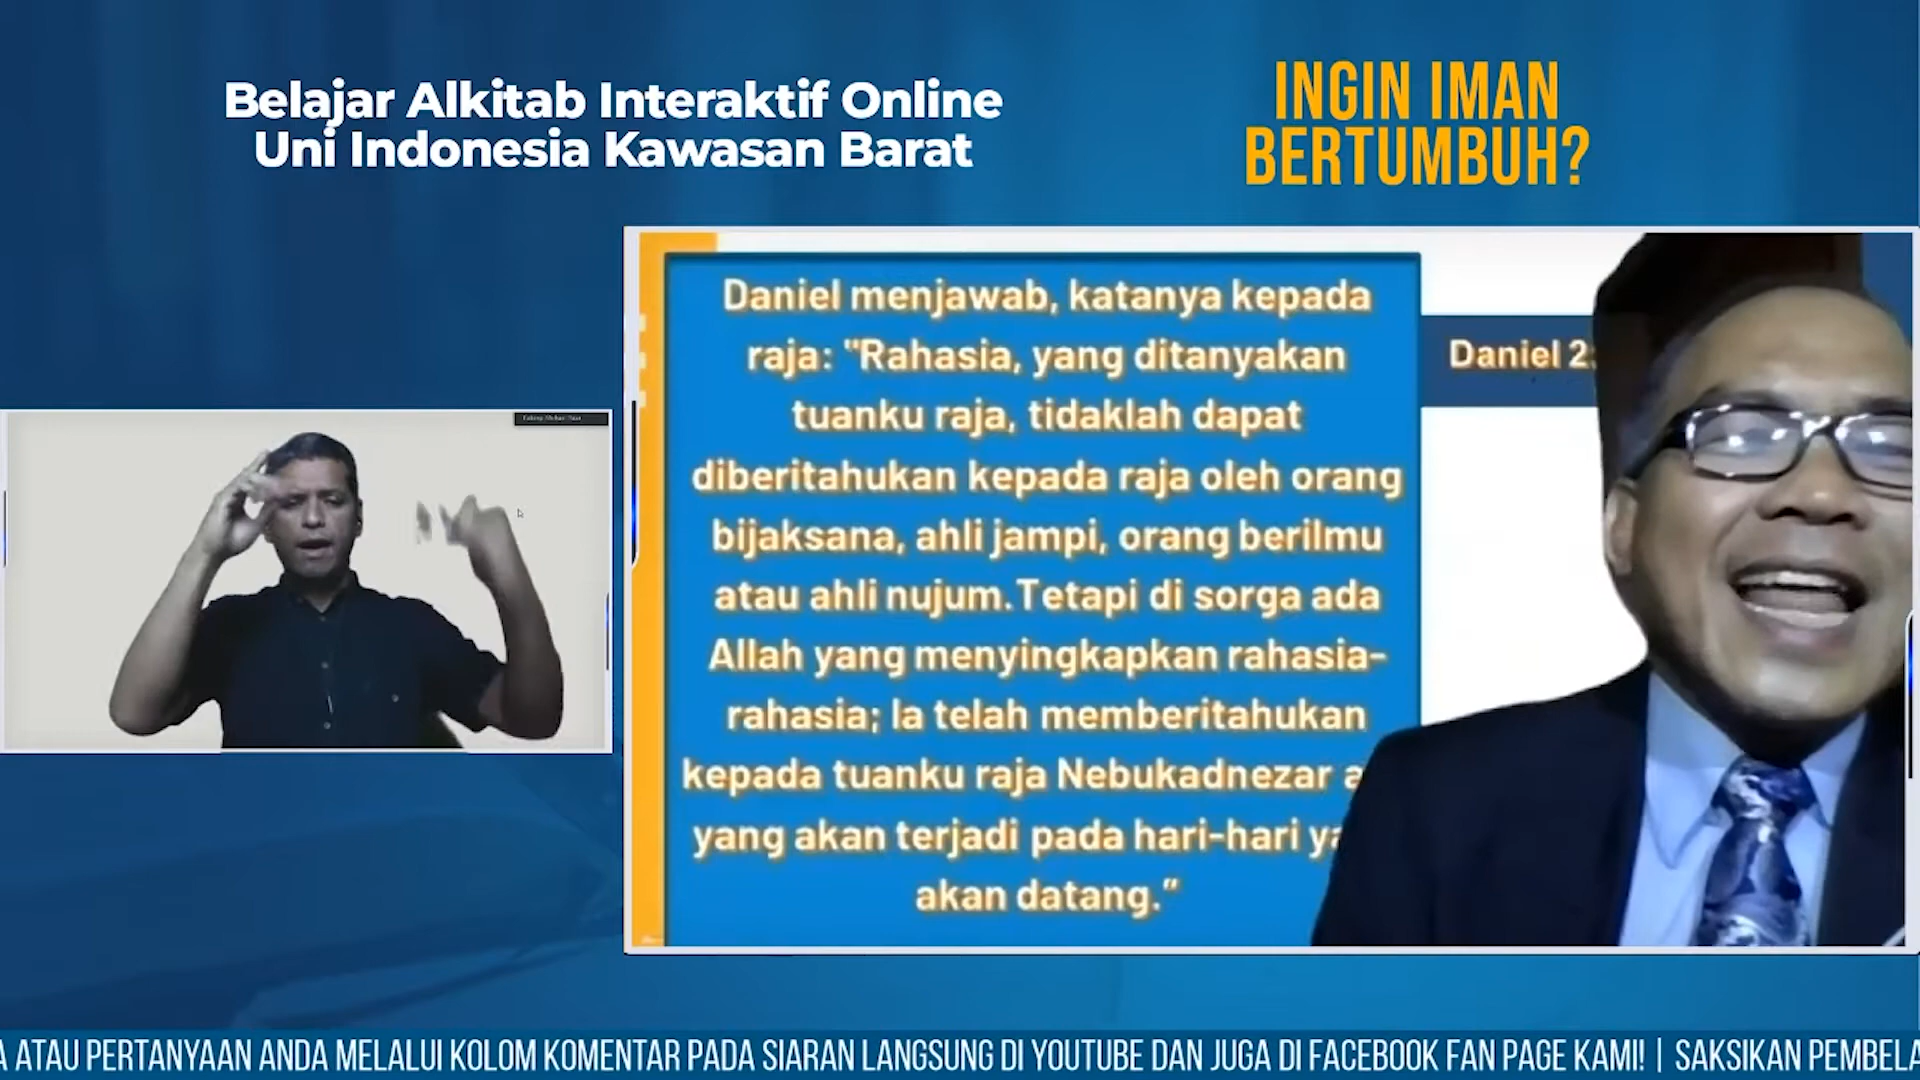 Belajar Alkitab Interaktif Online
Uni Indonesia Kawasan Barat
INGIN IMAN
BERTUMBUH?
Daniel menjawab, katanya kepada
raja: "Rahasia, yang ditanyakan
tuanku raja, tidaklah dapat
diberitahukan kepada raja oleh orang
bijaksana, ahli jampi, orang berilmu
atau ahli nujum.Tetapi di sorga ada
Allah yang menyingkapkan rahasia-
rahasia; Ia telah memberitahukan
kepada tuanku raja Nebukadnezar a
yang akan terjadi pada hari-hari ya
akan datang."
Daniel 2:
A ATAU PERTANYAAN ANDA MELALUI KOLOM KOMENTAR PADA SIARAN LANGSUNG DI YOUTUBE DAN JUGA DI FACEBOOK FAN PAGE KAMI! | SAKSIKAN PEMBELA